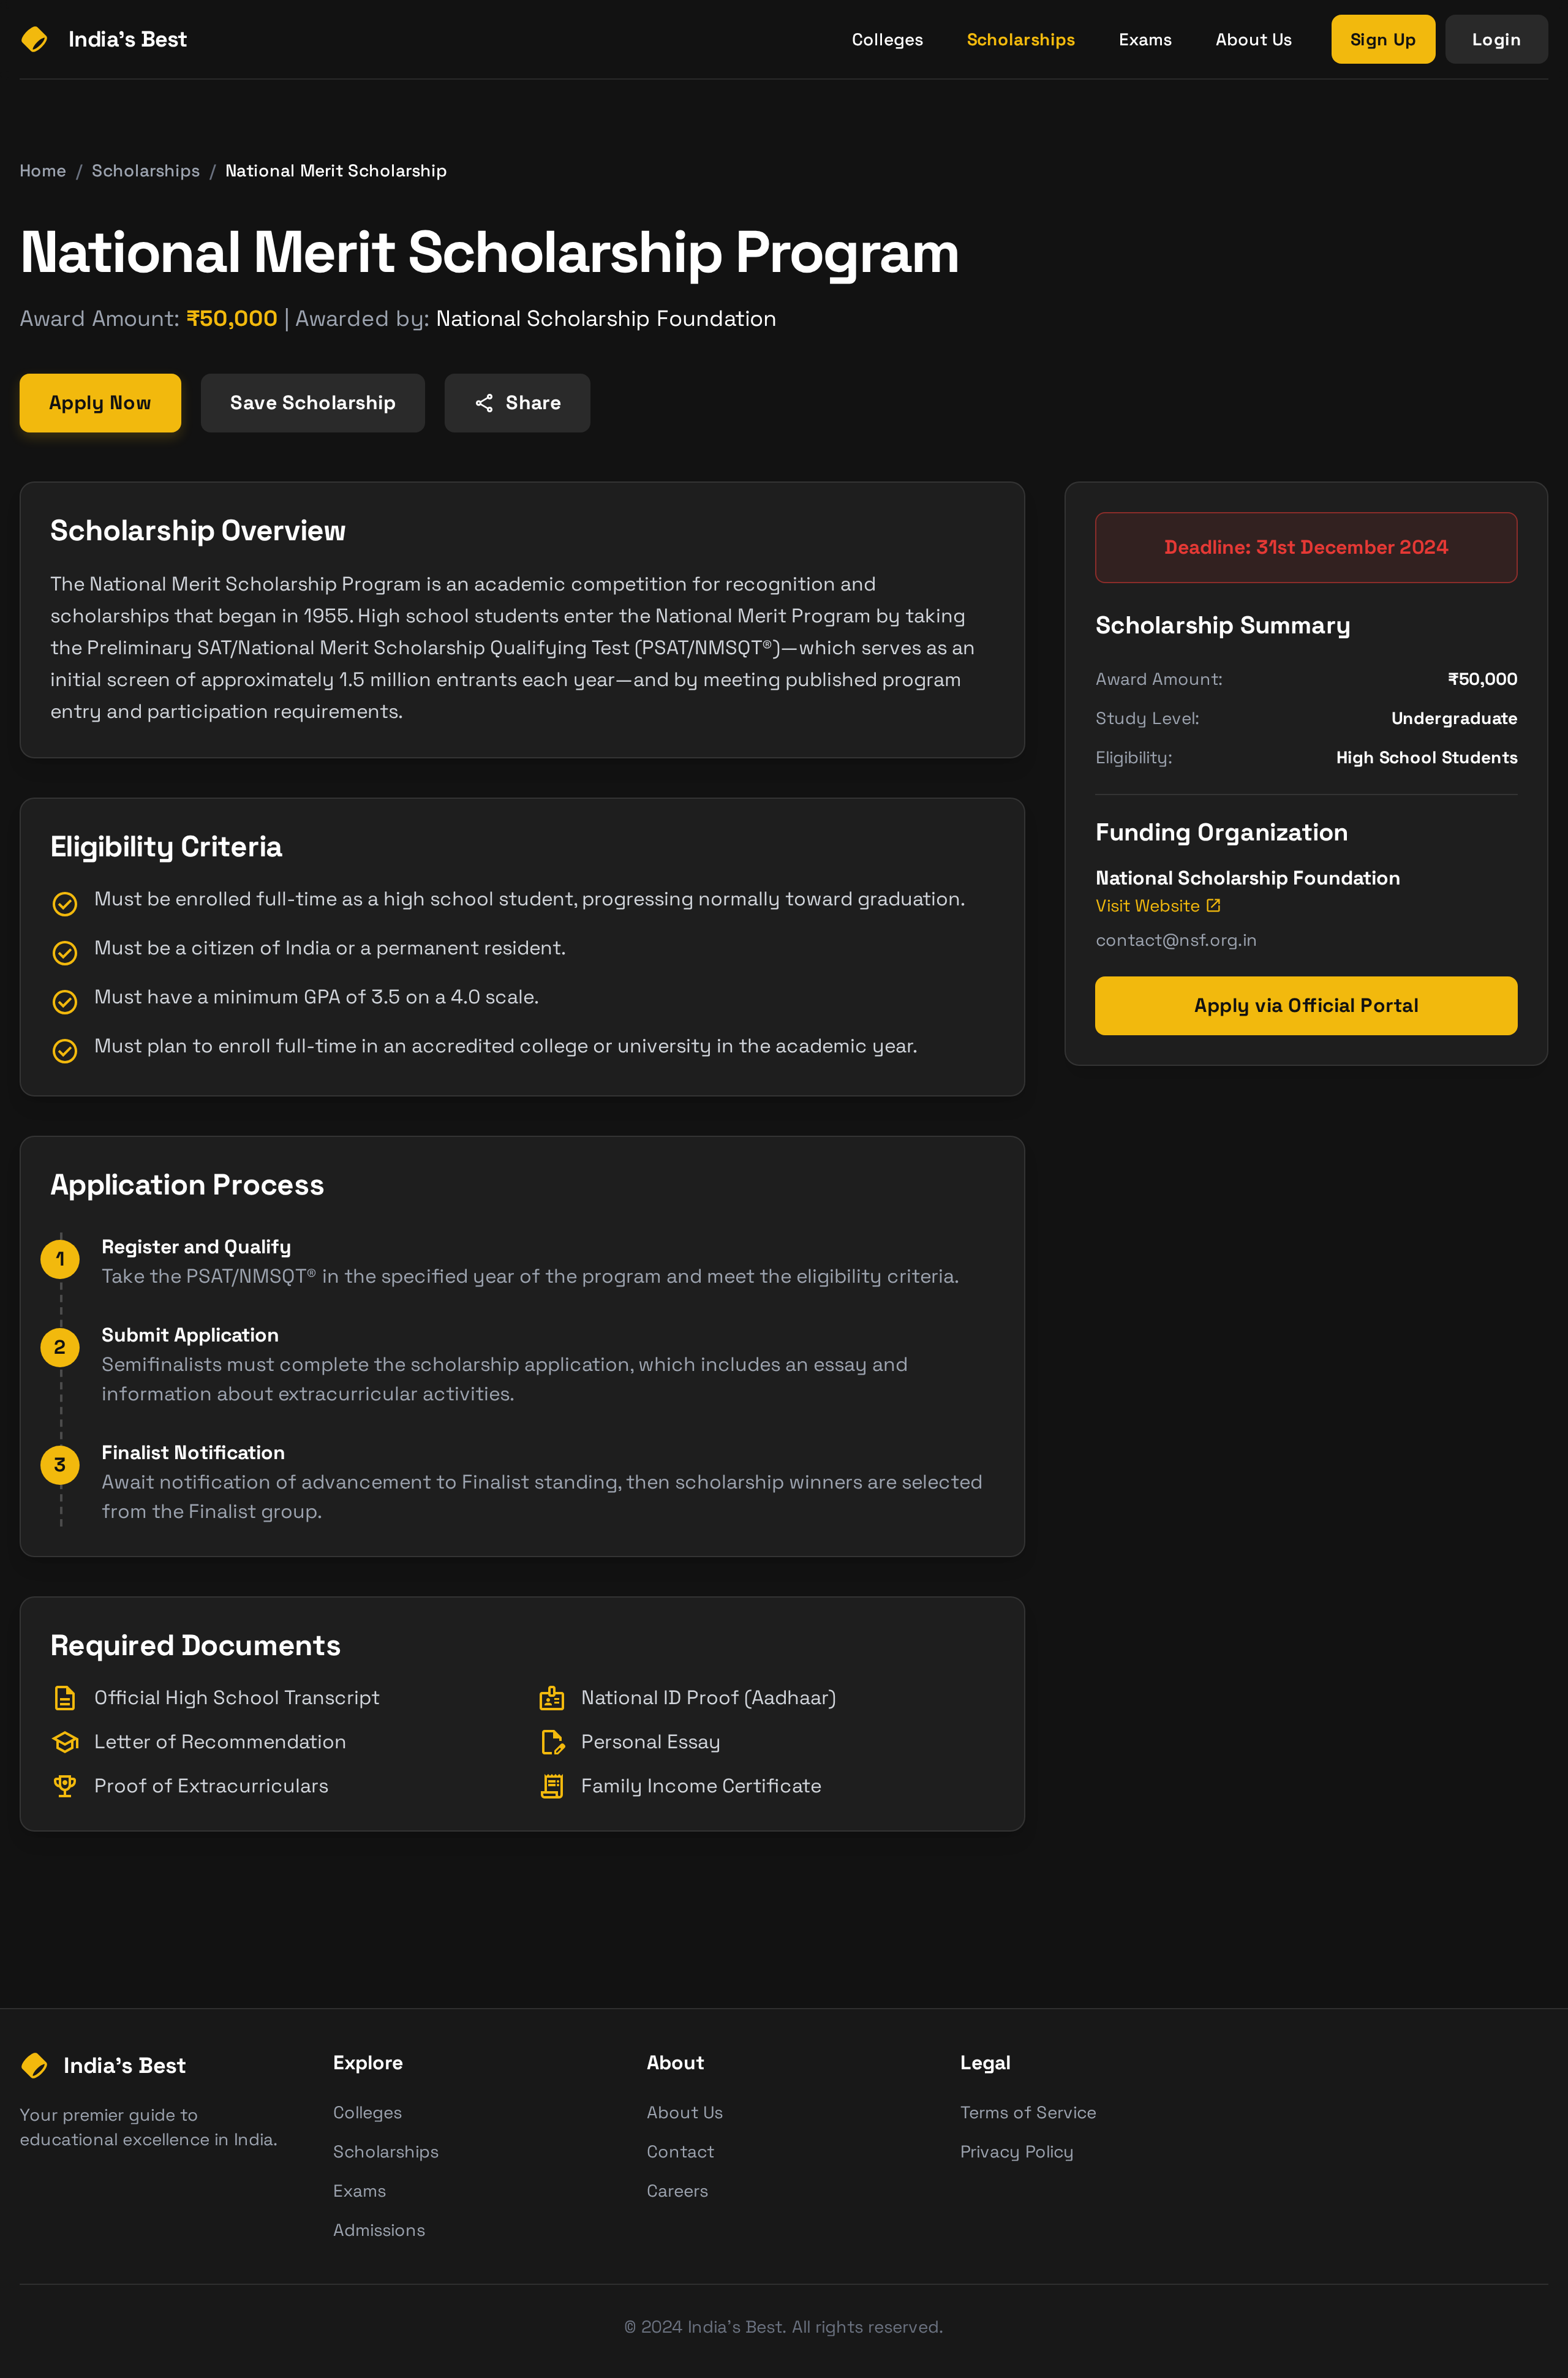 India's Best
Colleges
Scholarships
Exams
About Us
Sign Up
Login
Home / Scholarships / National Merit Scholarship
National Merit Scholarship Program
Award Amount: ₹50,000 | Awarded by: National Scholarship Foundation
Apply Now
Save Scholarship
Share
Scholarship Overview
The National Merit Scholarship Program is an academic competition for recognition and
scholarships that began in 1955. High school students enter the National Merit Program by taking
the Preliminary SAT/National Merit Scholarship Qualifying Test (PSAT/NMSQT®)—which serves as an
initial screen of approximately 1.5 million entrants each year—and by meeting published program
entry and participation requirements.
Eligibility Criteria
Must be enrolled full-time as a high school student, progressing normally toward graduation.
Must be a citizen of India or a permanent resident.
Must have a minimum GPA of 3.5 on a 4.0 scale.
Must plan to enroll full-time in an accredited college or university in the academic year.
Application Process
1
Register and Qualify
Take the PSAT/NMSQT® in the specified year of the program and meet the eligibility criteria.
2
Submit Application
Semifinalists must complete the scholarship application, which includes an essay and
information about extracurricular activities.
3
Finalist Notification
Await notification of advancement to Finalist standing, then scholarship winners are selected
from the Finalist group.
Required Documents
Official High School Transcript
National ID Proof (Aadhaar)
Letter of Recommendation
Personal Essay
Proof of Extracurriculars
Family Income Certificate
Deadline: 31st December 2024
Scholarship Summary
Award Amount: ₹50,000
Study Level: Undergraduate
Eligibility: High School Students
Funding Organization
National Scholarship Foundation
Visit Website
contact@nsf.org.in
Apply via Official Portal
India's Best
Your premier guide to
educational excellence in India.
Explore
Colleges
Scholarships
Exams
Admissions
About
About Us
Contact
Careers
Legal
Terms of Service
Privacy Policy
© 2024 India's Best. All rights reserved.